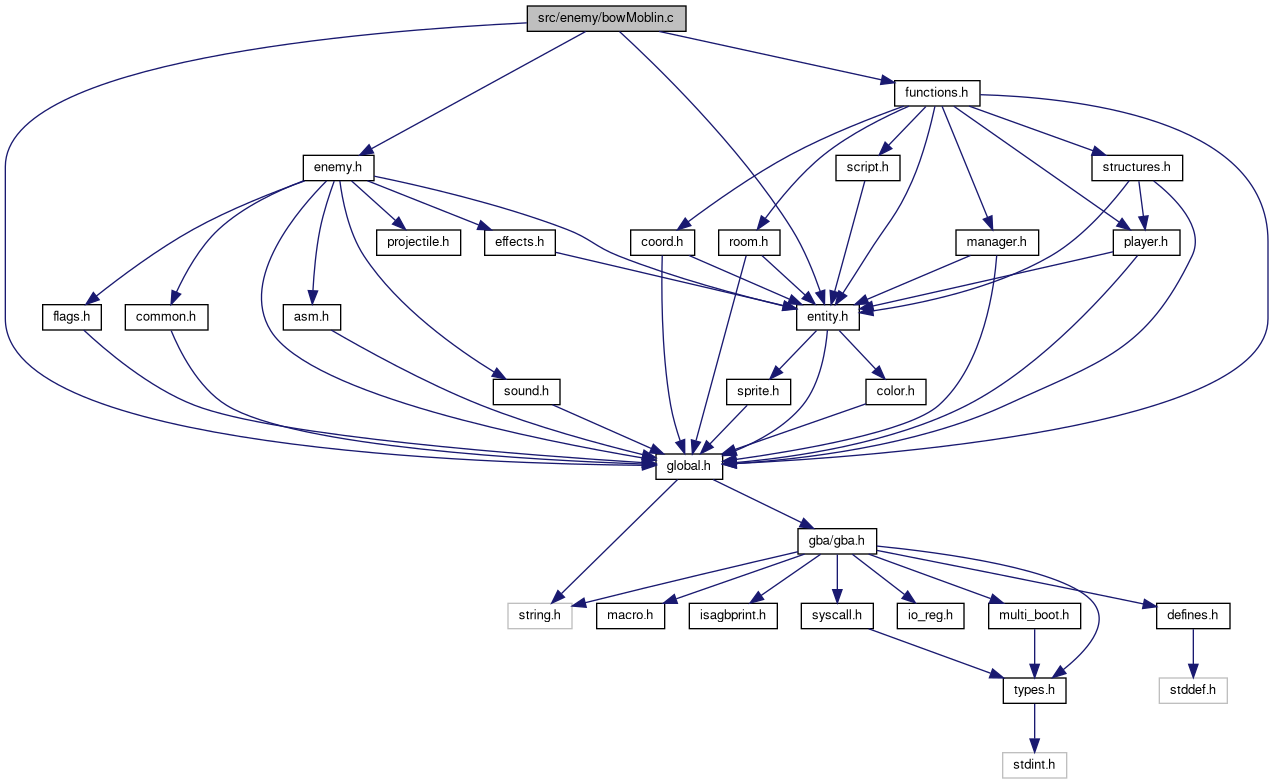 src/enemy/bowMoblin.c
functions.h
enemy.h
script.h
structures.h
projectile.h
effects.h
coord.h
room.h
manager.h
player.h
flags.h
common.h
asm.h
entity.h
sound.h
sprite.h
color.h
global.h
gba/gba.h
string.h
macro.h
isagbprint.h
syscall.h
io_reg.h
multi_boot.h
defines.h
types.h
stddef.h
stdint.h